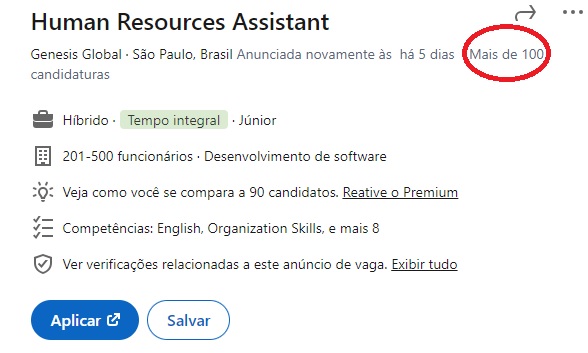 Human Resources Assistant
Genesis Global · São Paulo, Brasil Anunciada novamente às há 5 dias · Mais de 100
candidaturas
Híbrido · Tempo integral · Júnior
201-500 funcionários · Desenvolvimento de software
Veja como você se compara a 90 candidatos. Reative o Premium
Competências: English, Organization Skills, e mais 8
Ver verificações relacionadas a este anúncio de vaga. Exibir tudo
Aplicar Salvar